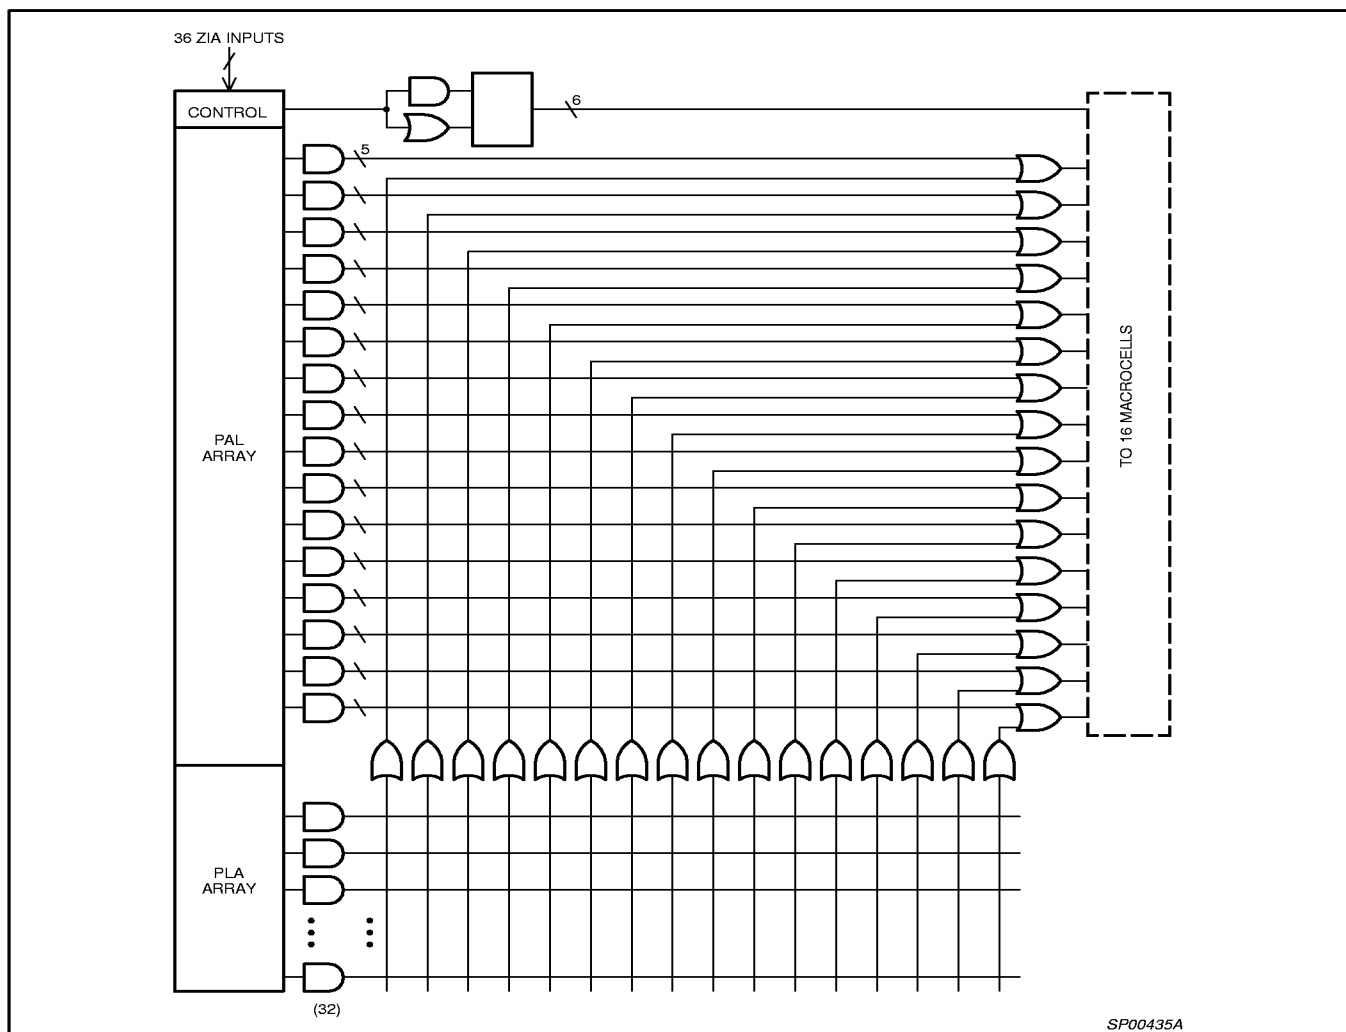 36 ZIA INPUTS
CONTROL
6
5
PAL
ARRAY
TO 16 MACROCELLS
PLA
ARRAY
(32)
SP00435A